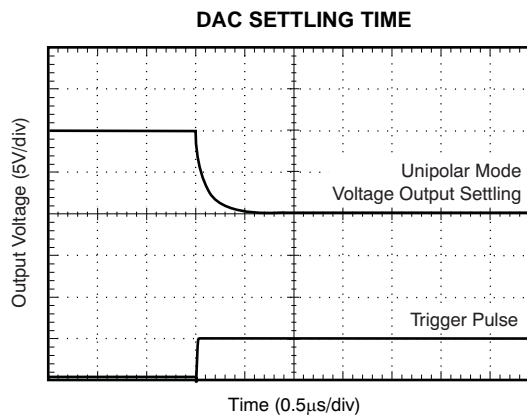 DAC SETTLING TIME
Output Voltage (5V/div)
Unipolar Mode
Voltage Output Settling
Trigger Pulse
Time (0.5μs/div)